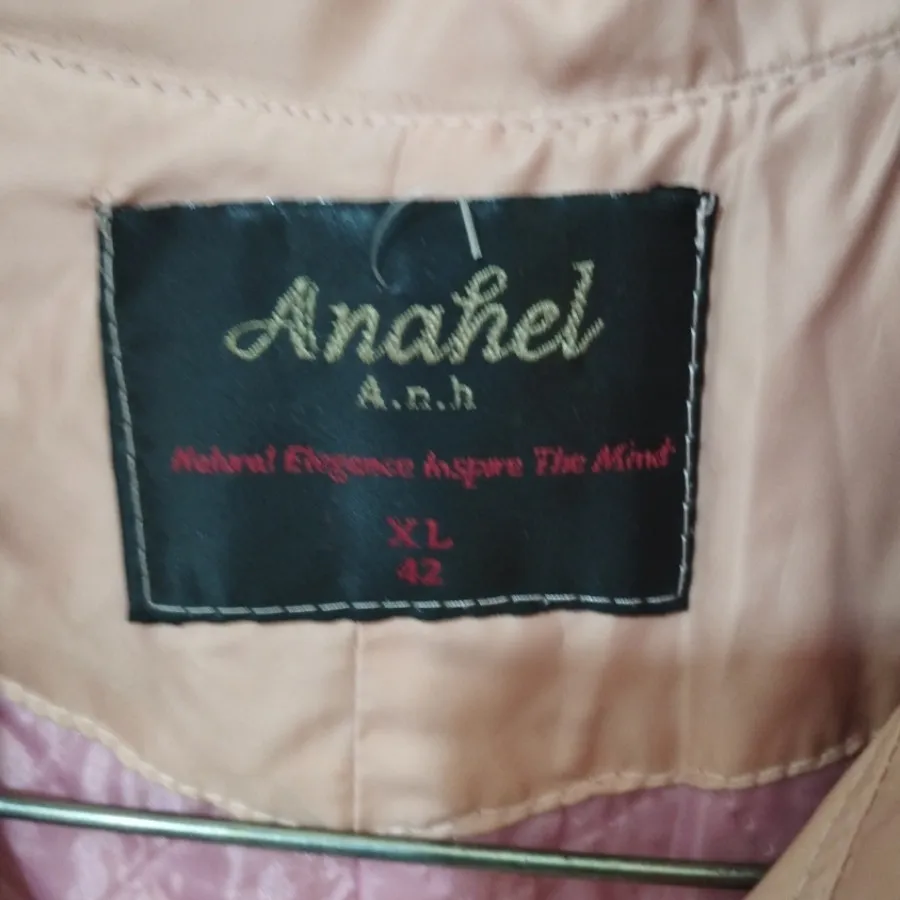 Anahel
A.n.h
Natural Elegance inspire The Mind
XL
42